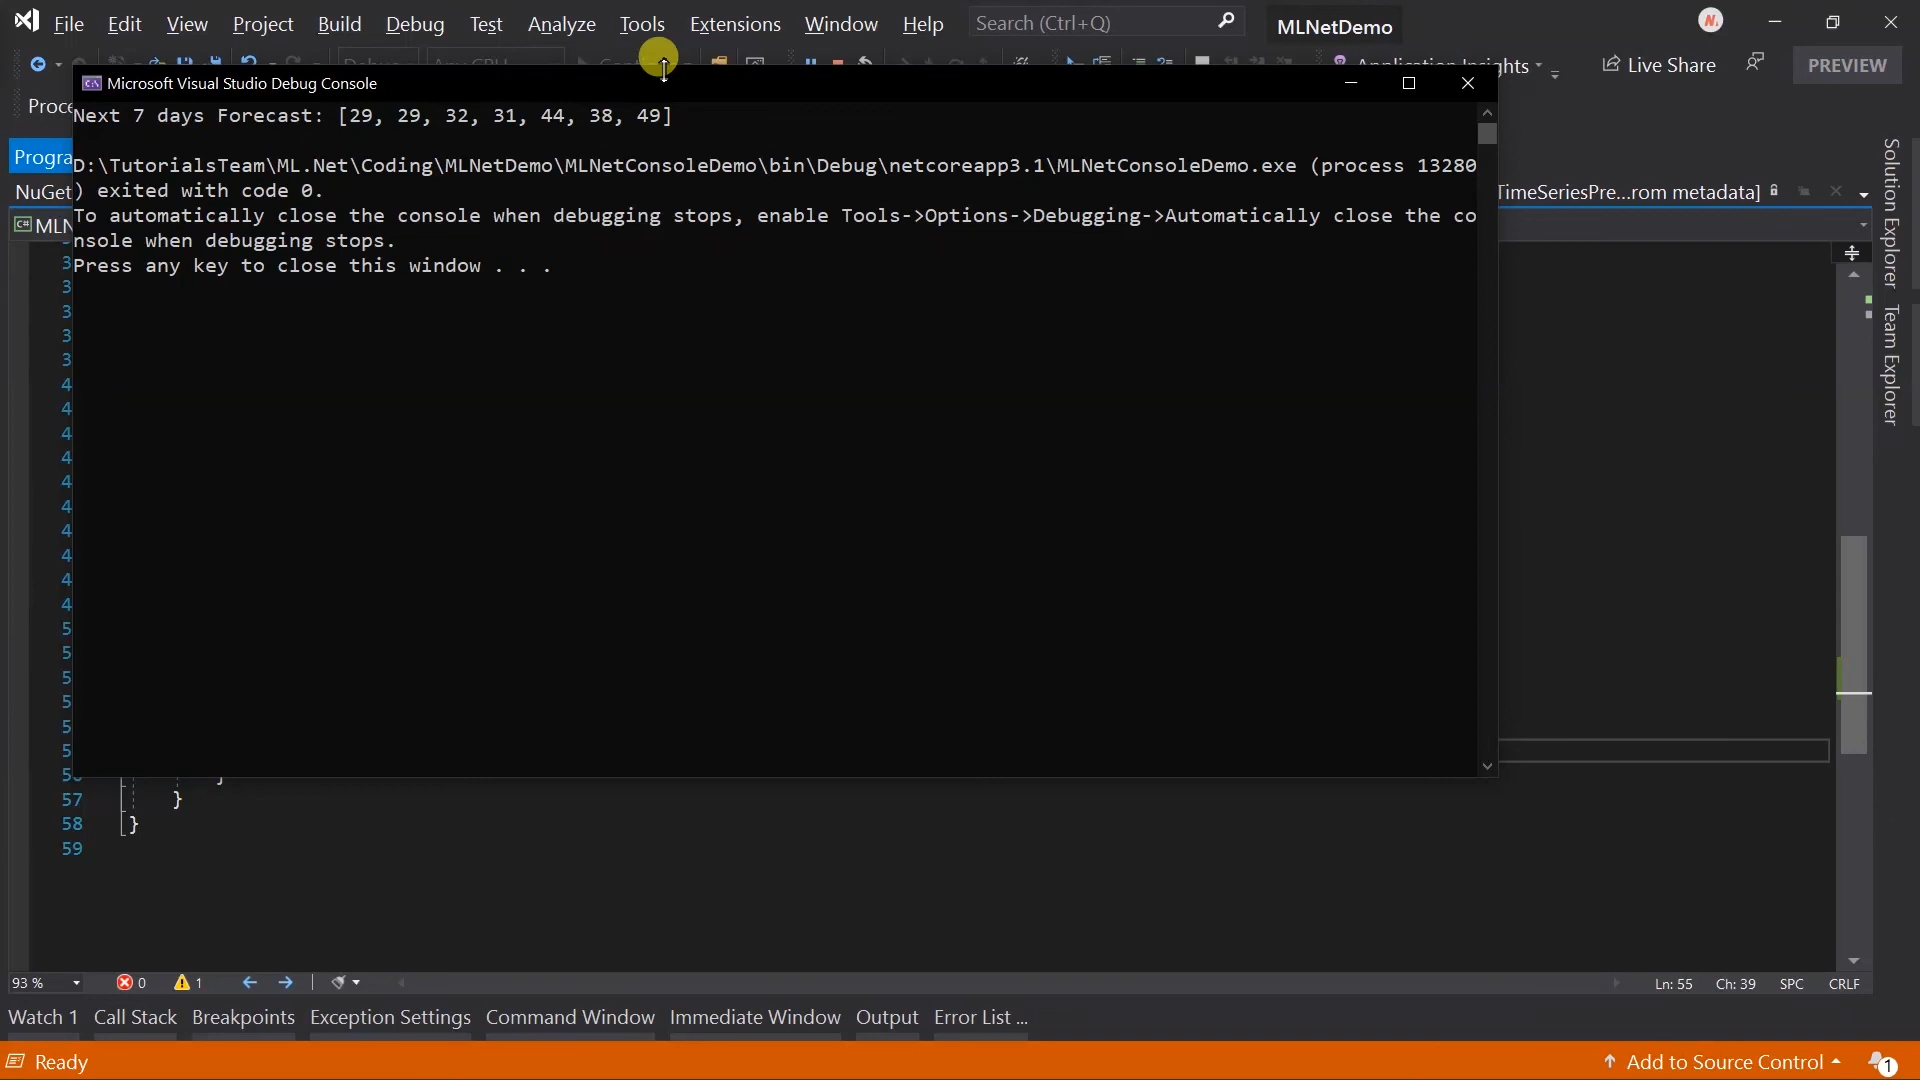 File Edit View Project Build Debug Test Analyze Tools Extensions Window Help Search (Ctrl+Q) MLNetDemo
Live Share PREVIEW
Microsoft Visual Studio Debug Console
Next 7 days Forecast: [29, 29, 32, 31, 44, 38, 49]
D:\TutorialsTeam\ML.Net\Coding\MLNetDemo\MLNetConsoleDemo\bin\Debug\netcoreapp3.1\MLNetConsoleDemo.exe (process 13280
) exited with code 0.
To automatically close the console when debugging stops, enable Tools->Options->Debugging->Automatically close the co
nsole when debugging stops.
Press any key to close this window . . .
Proce
Progra
NuGet
TimeSeriesPre...rom metadata]
MLN
Solution Explorer
Team Explorer
57 }
58 }
59
93 % 0 1 Ln: 55 Ch: 39 SPC CRLF
Watch 1 Call Stack Breakpoints Exception Settings Command Window Immediate Window Output Error List ...
Ready Add to Source Control 1